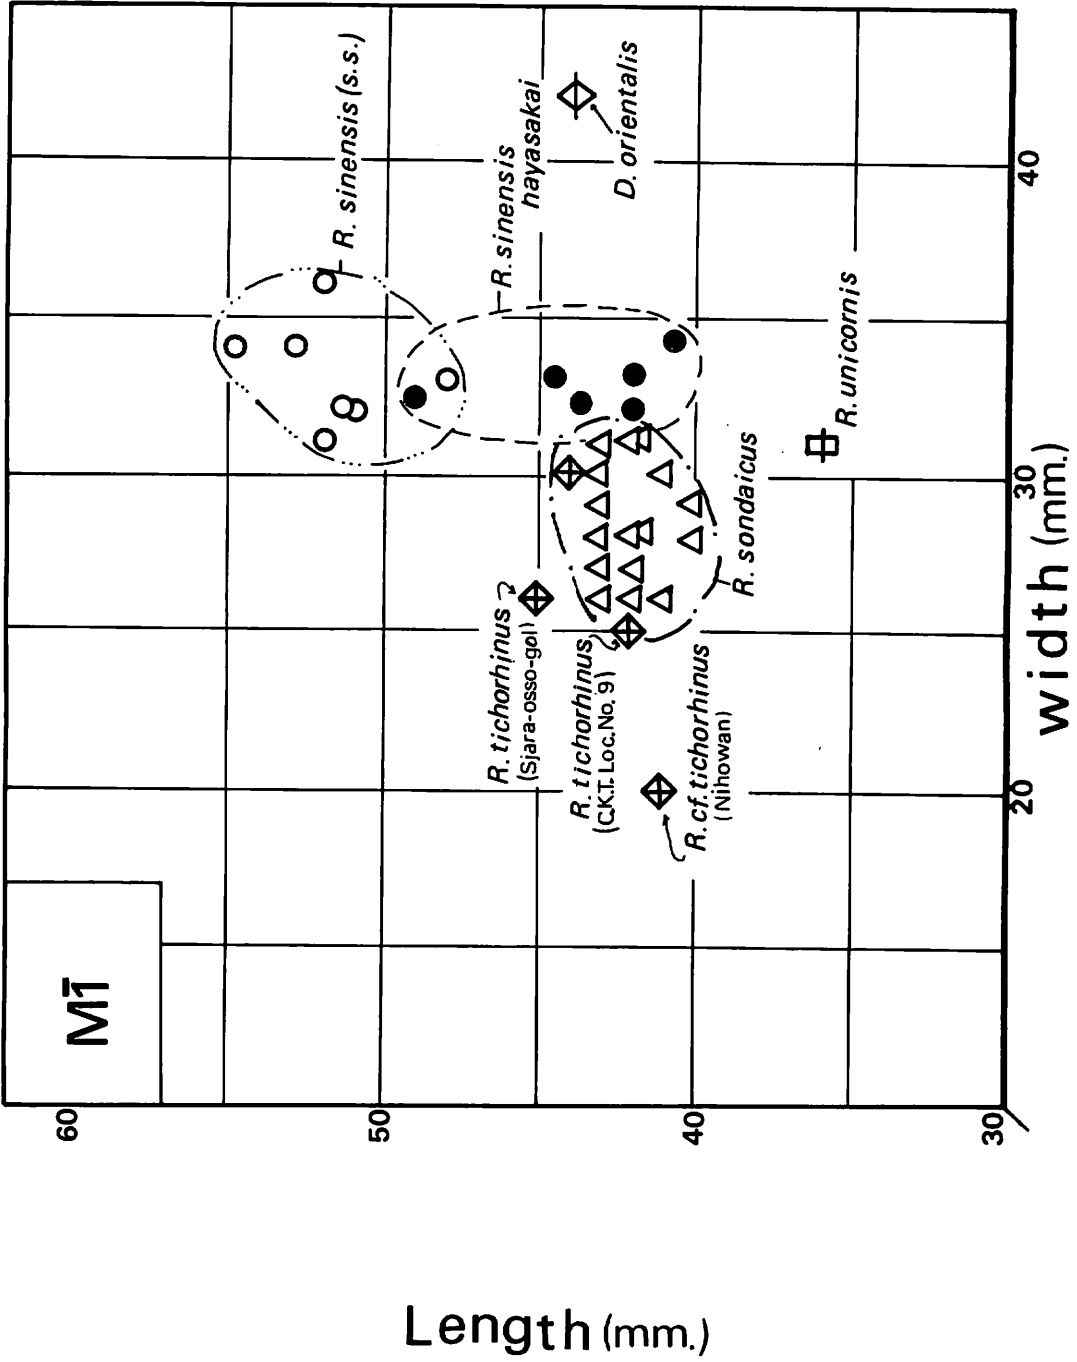 M1̄
R. sinensis (s.s.)
R. sinensis
hayasakai
D. orientalis
R. unicornis
R. sondaicus
R. tichorhinus
(Sjara-osso-gol)
R. tichorhinus
(C.K.T. Loc. No. 9)
R. cf. tichorhinus
(Nihowan)
60
50
40
30
20
30
40
width (mm.)
Length (mm.)